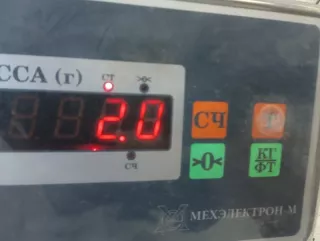 ССА (г)
СТ >0<
2.0
СЧ
СЧ Т
>0< КГ
ФТ
МЕХЭЛЕКТРОН-М